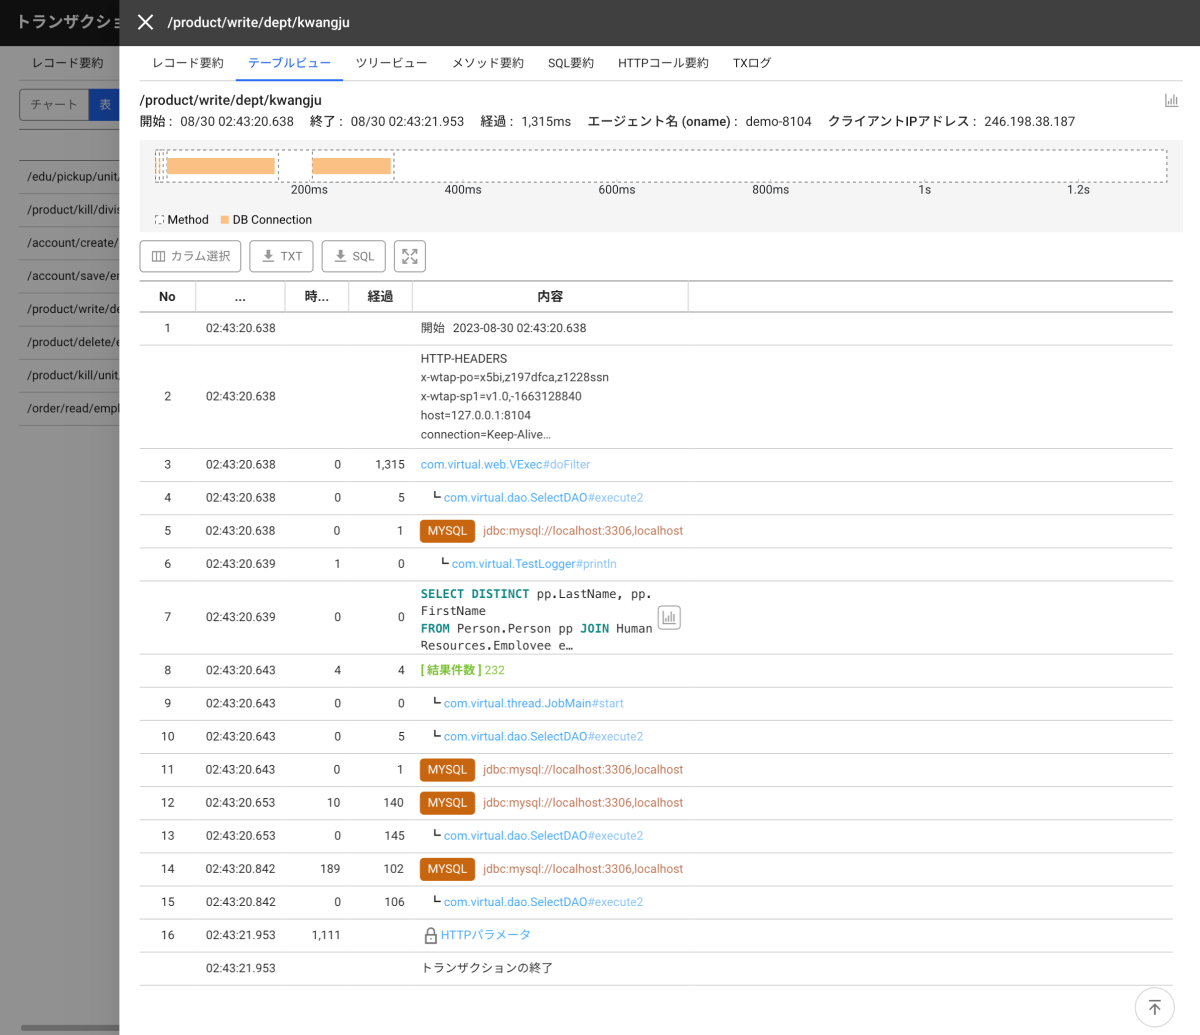 トランザクショ
/product/write/dept/kwangju
レコード要約
チャート 表
/edu/pickup/unit/
/product/kill/divis
/account/create/
/account/save/em
/product/write/de
/product/delete/e
/product/kill/unit
/order/read/empl
レコード要約 テーブルビュー ツリービュー メソッド要約 SQL要約 HTTPコール要約 TXログ
/product/write/dept/kwangju
開始 : 08/30 02:43:20.638 終了 : 08/30 02:43:21.953 経過 : 1,315ms エージェント名 (oname) : demo-8104 クライアントIPアドレス : 246.198.38.187
200ms 400ms 600ms 800ms 1s 1.2s
Method DB Connection
カラム選択 TXT SQL
No ... 時... 経過 内容
1 02:43:20.638 開始 2023-08-30 02:43:20.638
2 02:43:20.638 HTTP-HEADERS
x-wtap-po=x5bi,z197dfca,z1228ssn
x-wtap-sp1=v1.0,-1663128840
host=127.0.0.1:8104
connection=Keep-Alive…
3 02:43:20.638 0 1,315 com.virtual.web.VExec#doFilter
4 02:43:20.638 0 5 com.virtual.dao.SelectDAO#execute2
5 02:43:20.638 0 1 MYSQL jdbc:mysql://localhost:3306,localhost
6 02:43:20.639 1 0 com.virtual.TestLogger#println
7 02:43:20.639 0 0 SELECT DISTINCT pp.LastName, pp.
FirstName
FROM Person.Person pp JOIN Human
Resources.Employee e…
8 02:43:20.643 4 4 [ 結果件数 ] 232
9 02:43:20.643 0 0 com.virtual.thread.JobMain#start
10 02:43:20.643 0 5 com.virtual.dao.SelectDAO#execute2
11 02:43:20.643 0 1 MYSQL jdbc:mysql://localhost:3306,localhost
12 02:43:20.653 10 140 MYSQL jdbc:mysql://localhost:3306,localhost
13 02:43:20.653 0 145 com.virtual.dao.SelectDAO#execute2
14 02:43:20.842 189 102 MYSQL jdbc:mysql://localhost:3306,localhost
15 02:43:20.842 0 106 com.virtual.dao.SelectDAO#execute2
16 02:43:21.953 1,111 HTTPパラメータ
02:43:21.953 トランザクションの終了